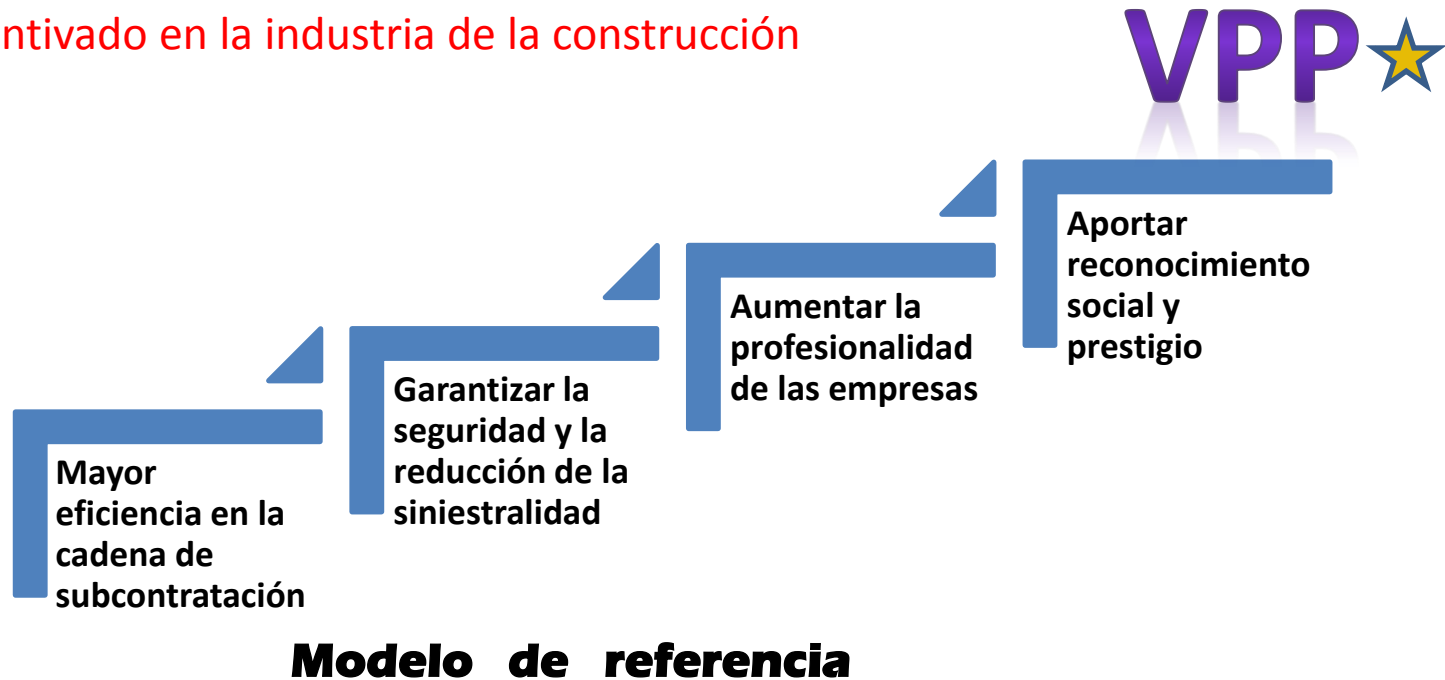 ntivado en la industria de la construcción
VPP
Mayor
eficiencia en la
cadena de
subcontratación
Garantizar la
seguridad y la
reducción de la
siniestralidad
Aumentar la
profesionalidad
de las empresas
Aportar
reconocimiento
social y
prestigio
Modelo de referencia